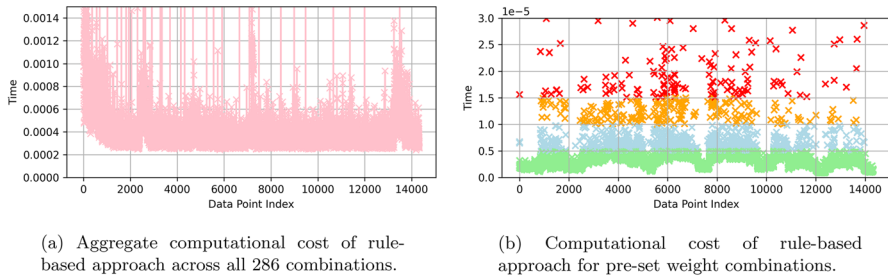 0.0014
0.0012
0.0010
0.0008
0.0006
0.0004
0.0002
0.0000
Time
0 2000 4000 6000 8000 10000 12000 14000
Data Point Index
(a) Aggregate computational cost of rule-
based approach across all 286 combinations.
1e−5
3.0
2.5
2.0
1.5
1.0
0.5
0.0
Time
0 2000 4000 6000 8000 10000 12000 14000
Data Point Index
(b) Computational cost of rule-based
approach for pre-set weight combinations.